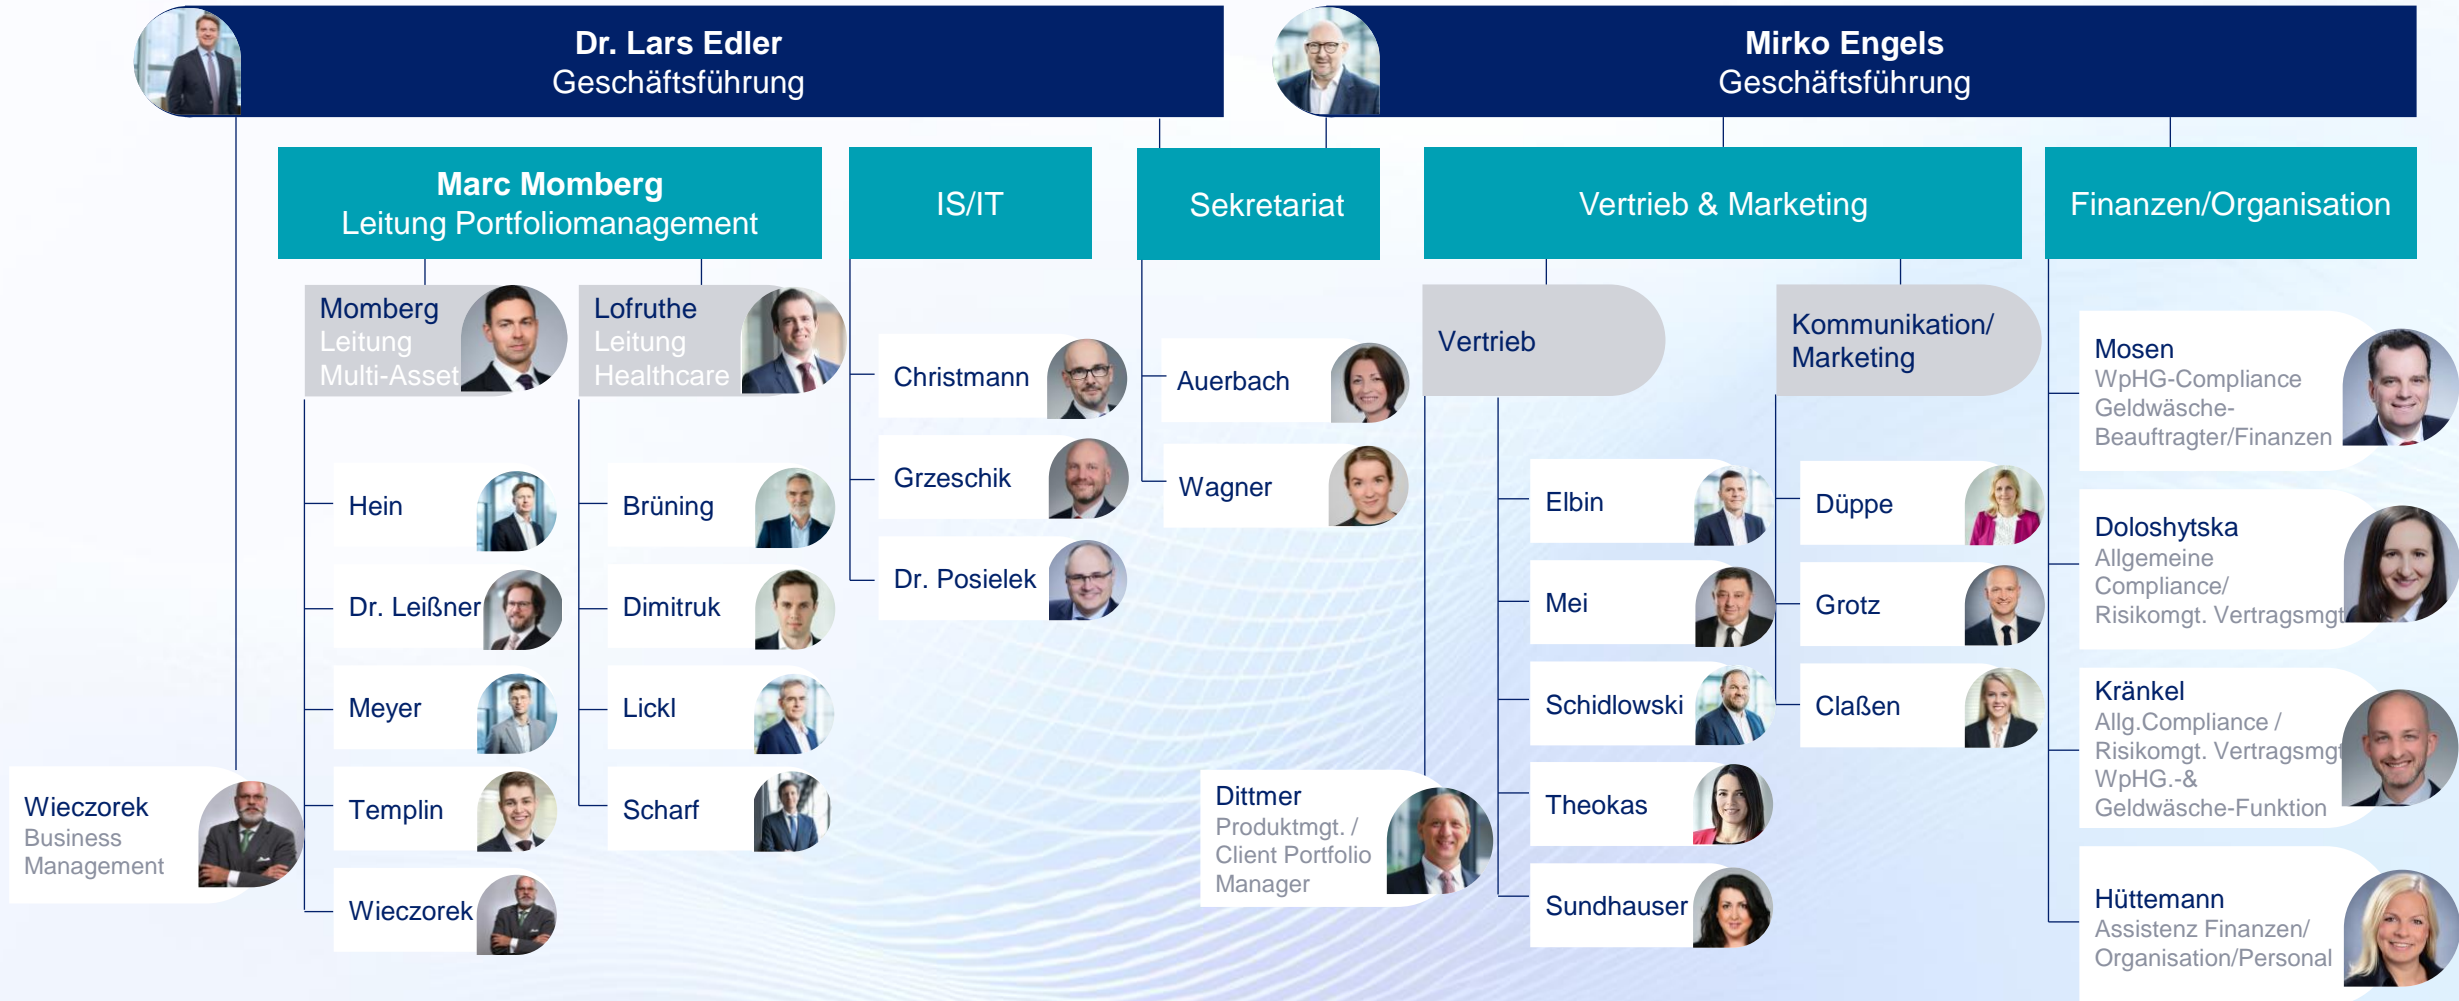 Dr. Lars Edler
Geschäftsführung
Mirko Engels
Geschäftsführung
Marc Momberg
Leitung Portfoliomanagement
IS/IT
Sekretariat
Vertrieb & Marketing
Finanzen/Organisation
Momberg
Leitung
Multi-Asset
Lofruthe
Leitung
Healthcare
Hein
Dr. Leißner
Meyer
Templin
Wieczorek
Brüning
Dimitruk
Lickl
Scharf
Wieczorek
Business
Management
Christmann
Grzeschik
Dr. Posielek
Auerbach
Wagner
Vertrieb
Kommunikation/
Marketing
Elbin
Mei
Schidlowski
Theokas
Sundhauser
Düppe
Grotz
Claßen
Dittmer
Produktmgt. /
Client Portfolio
Manager
Mosen
WpHG-Compliance
Geldwäsche-
Beauftragter/Finanzen
Doloshytska
Allgemeine
Compliance/
Risikomgt. Vertragsmgt
Kränkel
Allg.Compliance /
Risikomgt. Vertragsmgt
WpHG.-&
Geldwäsche-Funktion
Hüttemann
Assistenz Finanzen/
Organisation/Personal